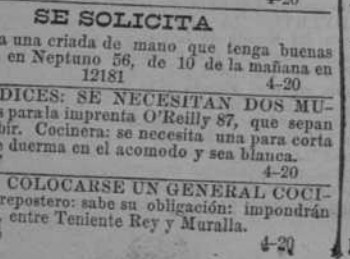 4-20
SE SOLICITA
a una criada de mano que tenga buenas
en Neptuno 56, de 10 de la mañana en
12181 4-20
DICES: SE NECESITAN DOS MU-
s para la imprenta O'Reilly 87, que sepan
bir. Cocinera: se necesita una para corta
e duerma en el acomodo y sea blanca.
4-20
COLOCARSE UN GENERAL COCI-
repostero: sabe su obligación: impondrán
, entre Teniente Rey y Muralla.
4-20